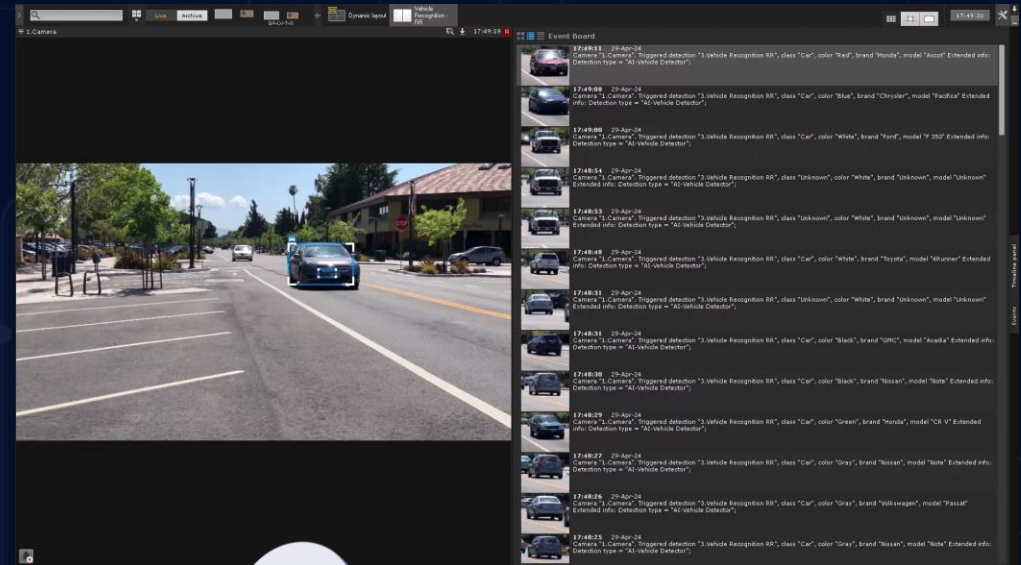 Live
Archive
Dynamic layout
Vehicle
Recognition -
RR
17:49:20
1.Camera
17:49:19 R
Event Board
17:49:11 29-Apr-24
Camera "1.Camera". Triggered detection "3.Vehicle Recognition RR", class "Car", color "Red", brand "Honda", model "Ascot" Extended info:
Detection type = "AI-Vehicle Detector";
17:49:08 29-Apr-24
Camera "1.Camera". Triggered detection "3.Vehicle Recognition RR", class "Car", color "Blue", brand "Chrysler", model "Pacifica" Extended
info: Detection type = "AI-Vehicle Detector";
17:49:00 29-Apr-24
Camera "1.Camera". Triggered detection "3.Vehicle Recognition RR", class "Car", color "White", brand "Ford", model "F 350" Extended info:
Detection type = "AI-Vehicle Detector";
17:48:54 29-Apr-24
Camera "1.Camera". Triggered detection "3.Vehicle Recognition RR", class "Unknown", color "White", brand "Unknown", model "Unknown"
Extended info: Detection type = "AI-Vehicle Detector";
17:48:53 29-Apr-24
Camera "1.Camera". Triggered detection "3.Vehicle Recognition RR", class "Unknown", color "White", brand "Unknown", model "Unknown"
Extended info: Detection type = "AI-Vehicle Detector";
17:48:48 29-Apr-24
Camera "1.Camera". Triggered detection "3.Vehicle Recognition RR", class "Car", color "White", brand "Toyota", model "4Runner" Extended
info: Detection type = "AI-Vehicle Detector";
17:48:31 29-Apr-24
Camera "1.Camera". Triggered detection "3.Vehicle Recognition RR", class "Unknown", color "White", brand "Unknown", model "Unknown"
Extended info: Detection type = "AI-Vehicle Detector";
17:48:31 29-Apr-24
Camera "1.Camera". Triggered detection "3.Vehicle Recognition RR", class "Car", color "Black", brand "GMC", model "Acadia" Extended info:
Detection type = "AI-Vehicle Detector";
17:48:30 29-Apr-24
Camera "1.Camera". Triggered detection "3.Vehicle Recognition RR", class "Car", color "Black", brand "Nissan", model "Note" Extended info:
Detection type = "AI-Vehicle Detector";
17:48:29 29-Apr-24
Camera "1.Camera". Triggered detection "3.Vehicle Recognition RR", class "Car", color "Green", brand "Honda", model "CR V" Extended
info: Detection type = "AI-Vehicle Detector";
17:48:27 29-Apr-24
Camera "1.Camera". Triggered detection "3.Vehicle Recognition RR", class "Car", color "Gray", brand "Nissan", model "Note" Extended info:
Detection type = "AI-Vehicle Detector";
17:48:26 29-Apr-24
Camera "1.Camera". Triggered detection "3.Vehicle Recognition RR", class "Car", color "Gray", brand "Volkswagen", model "Passat"
Extended info: Detection type = "AI-Vehicle Detector";
17:48:25 29-Apr-24
Camera "1.Camera". Triggered detection "3.Vehicle Recognition RR", class "Car", color "Gray", brand "Nissan", model "Note" Extended info:
Detection type = "AI-Vehicle Detector";
Timeline panel
Events